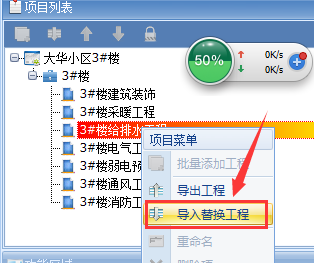 项目列表
50%
0K/s
0K/s
大华小区3#楼
3#楼
3#楼建筑装饰
3#楼采暖工程
3#楼给排水工程
3#楼电气工
3#楼弱电预
3#楼通风工
3#楼消防工
项目菜单
批量添加工程
导出工程
导入替换工程
重命名